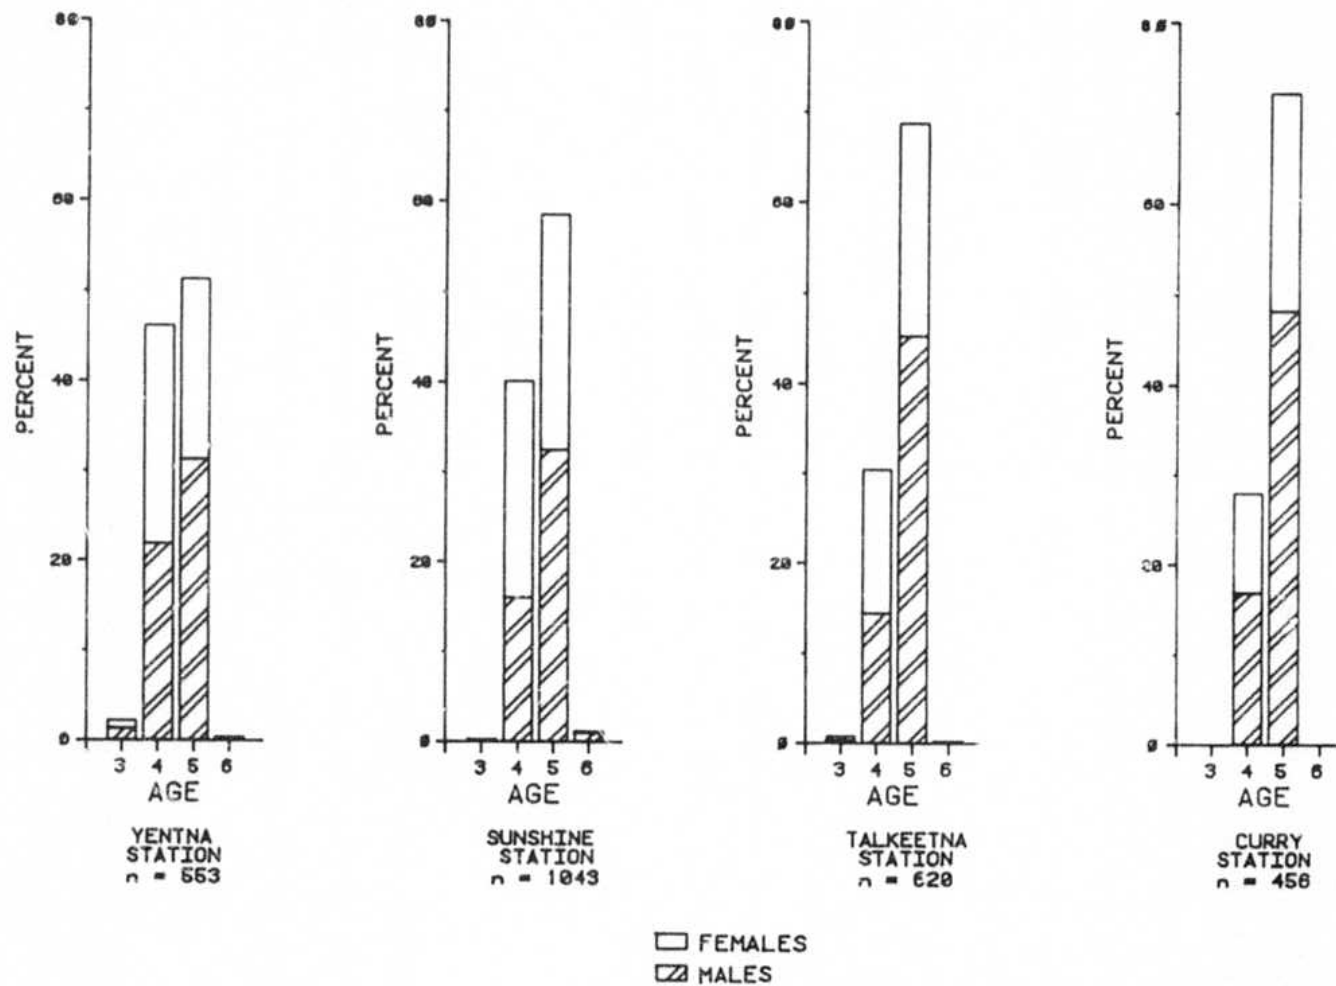 80
60
40
20
0
PERCENT
3 4 5 6
AGE
YENTNA
STATION
n = 553
80
60
40
20
0
PERCENT
3 4 5 6
AGE
SUNSHINE
STATION
n = 1043
80
60
40
20
0
PERCENT
3 4 5 6
AGE
TALKEETNA
STATION
n = 620
80
60
40
20
0
PERCENT
3 4 5 6
AGE
CURRY
STATION
n = 456
FEMALES
MALES